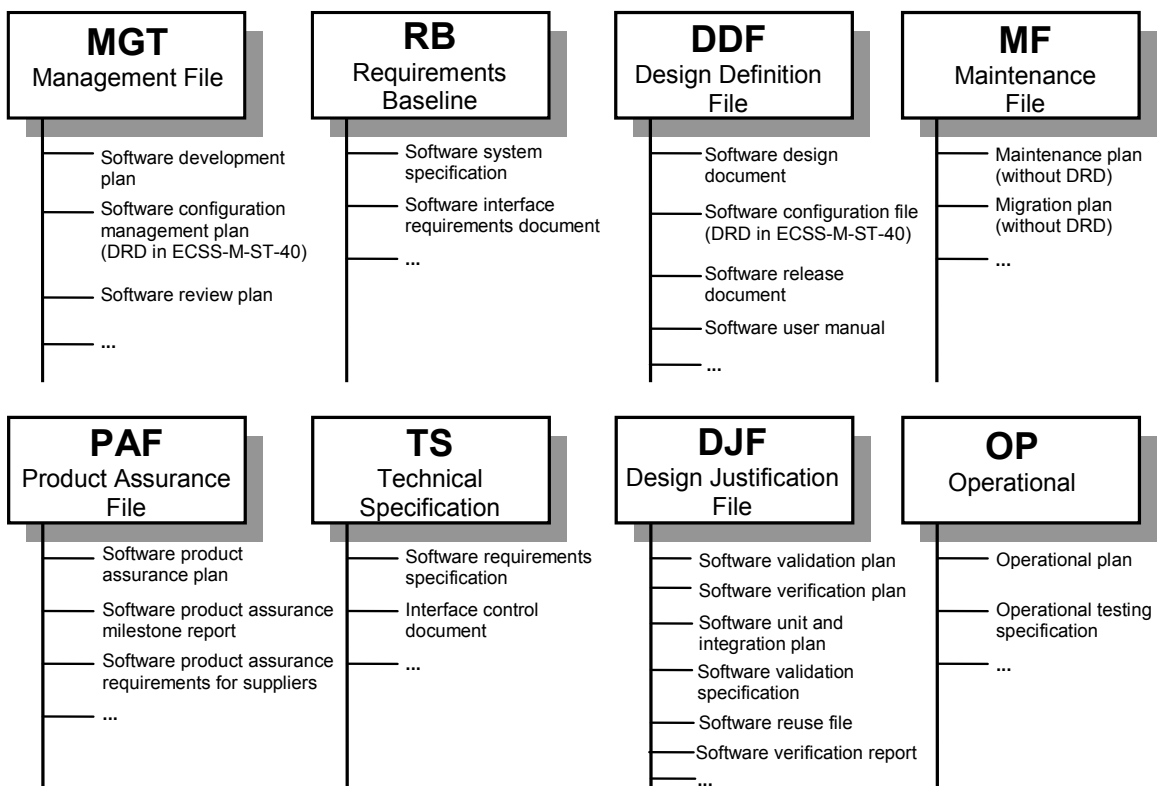 MGT
Management File
Software development
plan
Software configuration
management plan
(DRD in ECSS-M-ST-40)
Software review plan
...
RB
Requirements
Baseline
Software system
specification
Software interface
requirements document
...
DDF
Design Definition
File
Software design
document
Software configuration file
(DRD in ECSS-M-ST-40)
Software release
document
Software user manual
...
MF
Maintenance
File
Maintenance plan
(without DRD)
Migration plan
(without DRD)
...
PAF
Product Assurance
File
Software product
assurance plan
Software product assurance
milestone report
Software product assurance
requirements for suppliers
...
TS
Technical
Specification
Software requirements
specification
Interface control
document
...
DJF
Design Justification
File
Software validation plan
Software verification plan
Software unit and
integration plan
Software validation
specification
Software reuse file
Software verification report
...
OP
Operational
Operational plan
Operational testing
specification
...